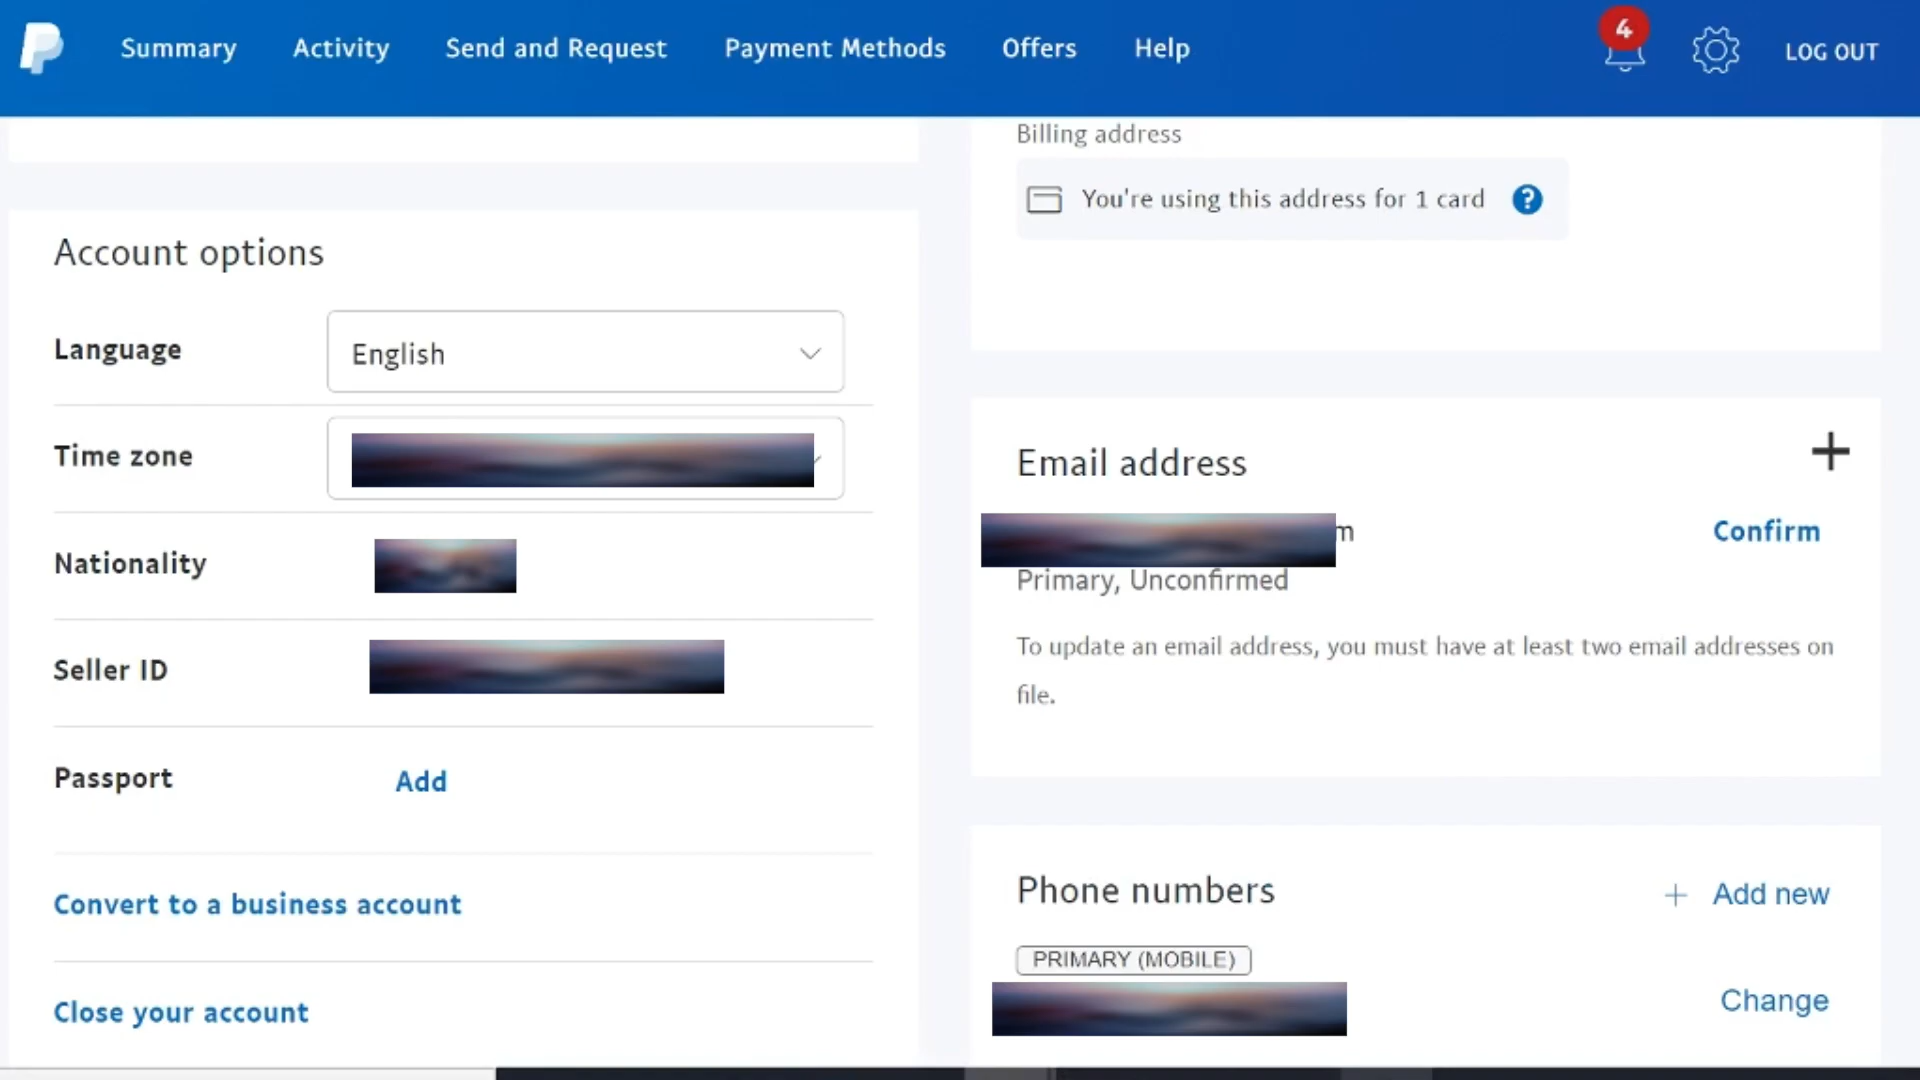 Summary Activity Send and Request Payment Methods Offers Help 4 LOG OUT
Account options
Language English
Time zone
Nationality
Seller ID
Passport Add
Convert to a business account
Close your account
Billing address
You're using this address for 1 card ?
Email address
m Confirm
Primary, Unconfirmed
To update an email address, you must have at least two email addresses on
file.
Phone numbers + Add new
PRIMARY (MOBILE)
Change